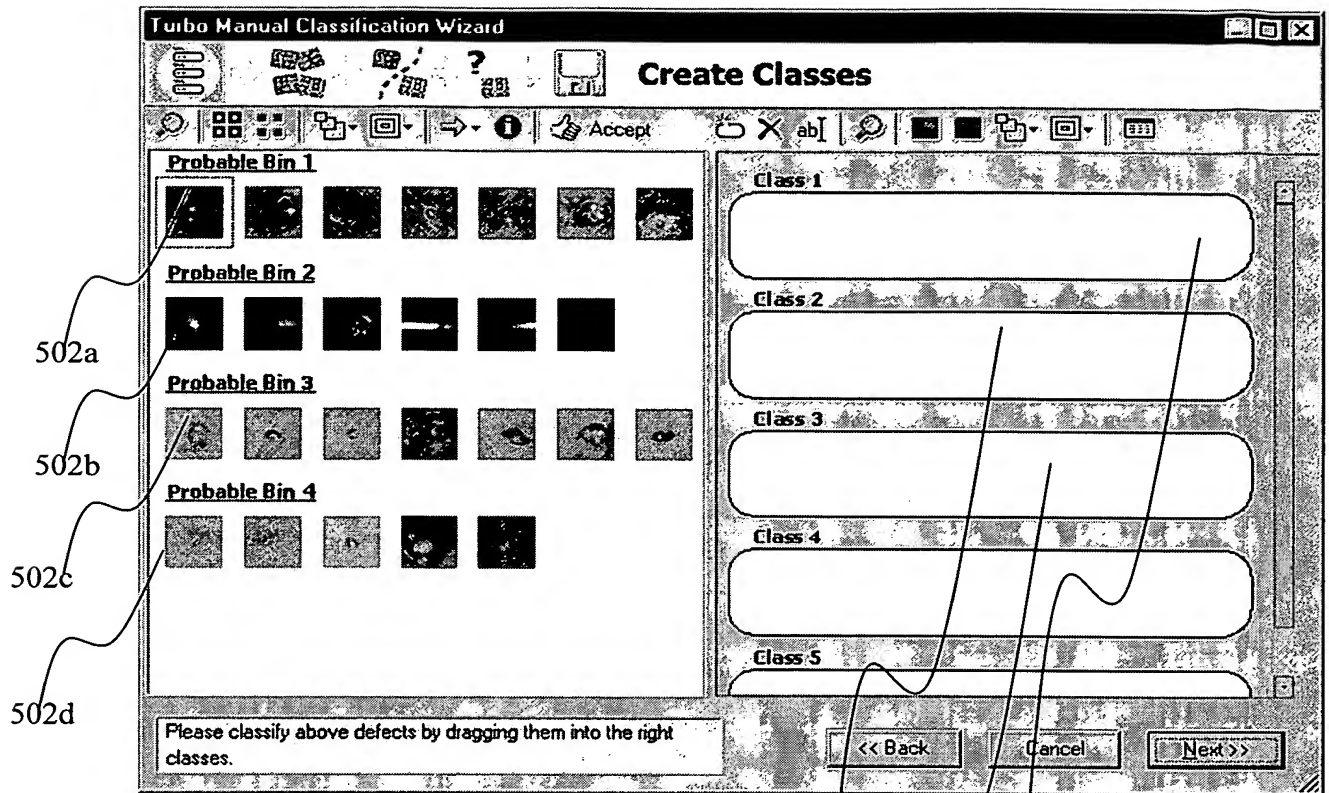 Turbo Manual Classification Wizard
?
Create Classes
Accept
ab
Probable Bin 1
Probable Bin 2
Probable Bin 3
Probable Bin 4
Class 1
Class 2
Class 3
Class 4
Class 5
502a
502b
502c
502d
Please classify above defects by dragging them into the right
classes.
<< Back
Cancel
Next >>